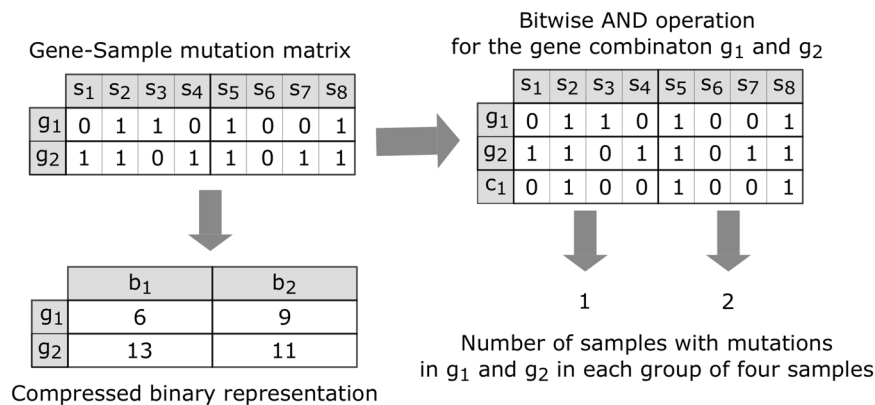 Gene-Sample mutation matrix
s1 s2 s3 s4 s5 s6 s7 s8
g1 0 1 1 0 1 0 0 1
g2 1 1 0 1 1 0 1 1
b1 b2
g1 6 9
g2 13 11
Compressed binary representation
Bitwise AND operation
for the gene combinaton g1 and g2
s1 s2 s3 s4 s5 s6 s7 s8
g1 0 1 1 0 1 0 0 1
g2 1 1 0 1 1 0 1 1
c1 0 1 0 0 1 0 0 1
1 2
Number of samples with mutations
in g1 and g2 in each group of four samples